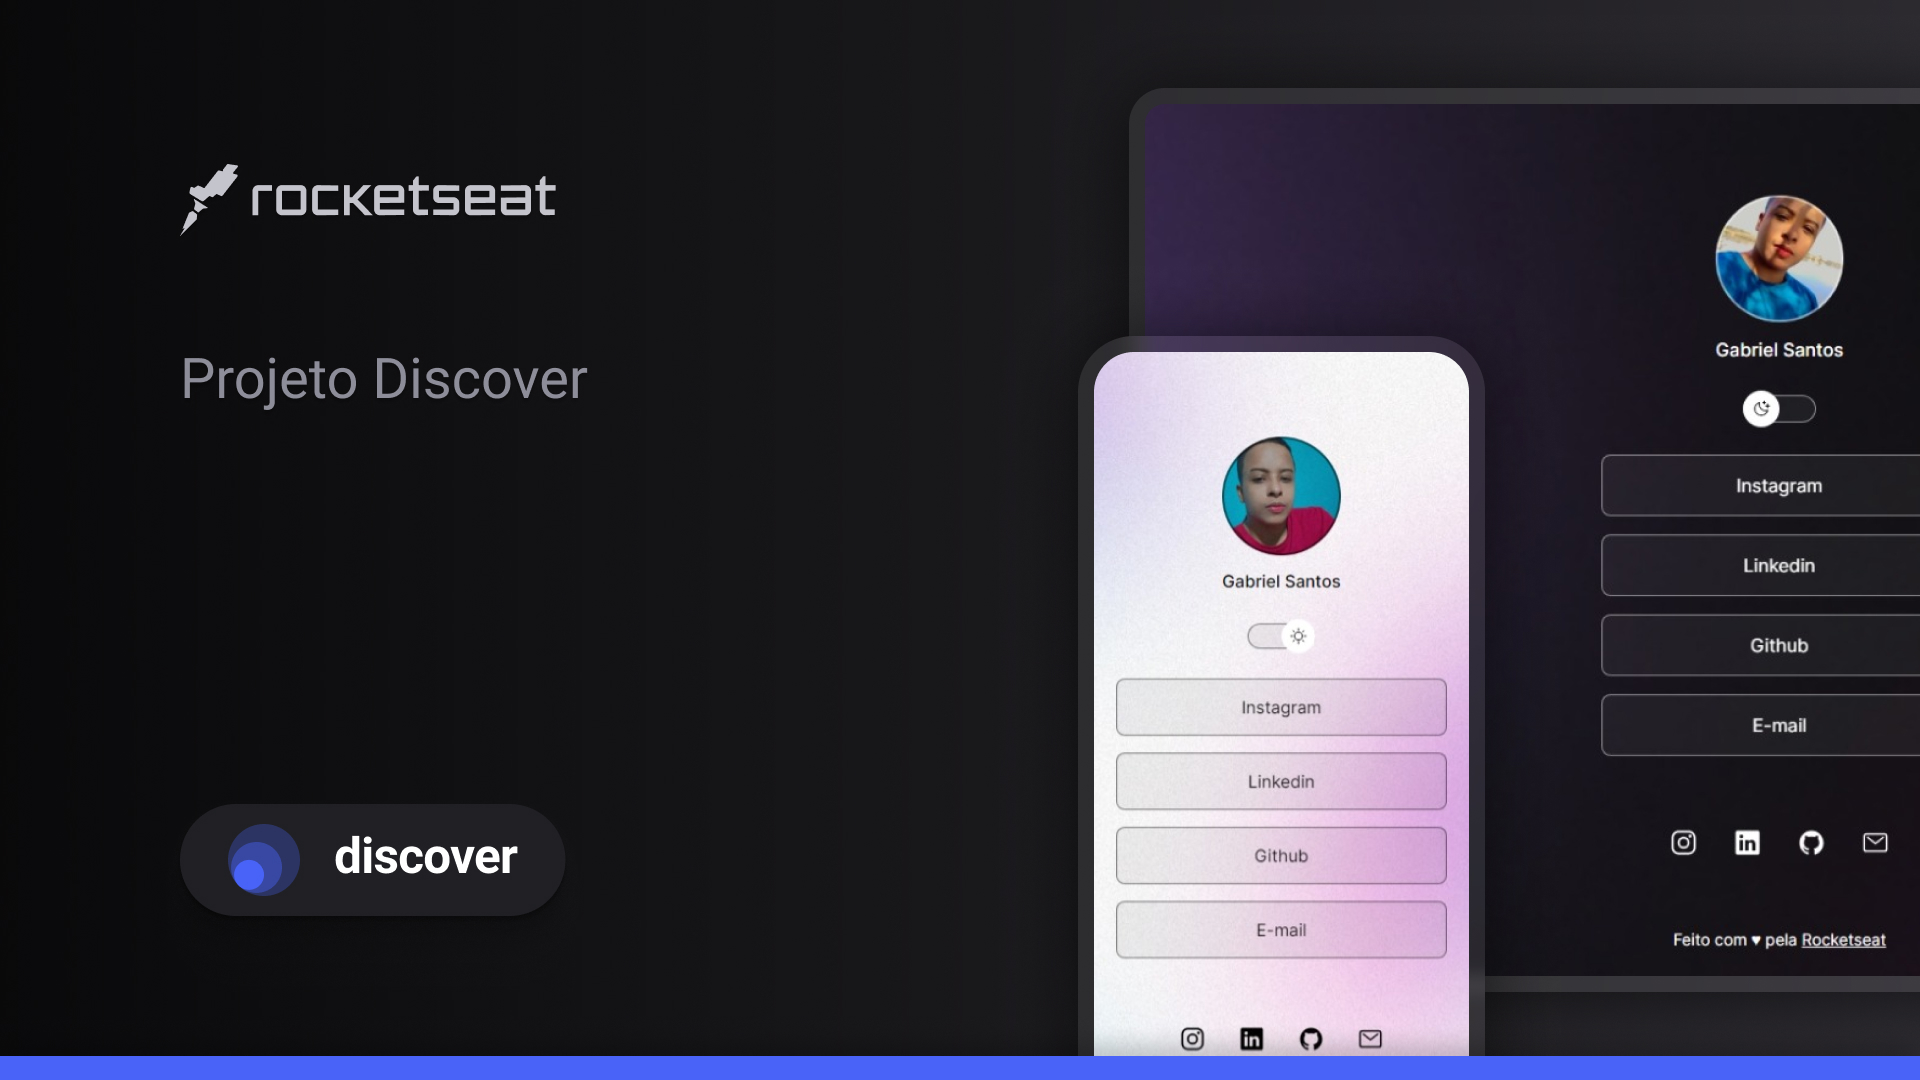 rocketseat
Projeto Discover
discover
Gabriel Santos
Instagram
Linkedin
Github
E-mail
Gabriel Santos
Instagram
Linkedin
Github
E-mail
Feito com ♥ pela Rocketseat